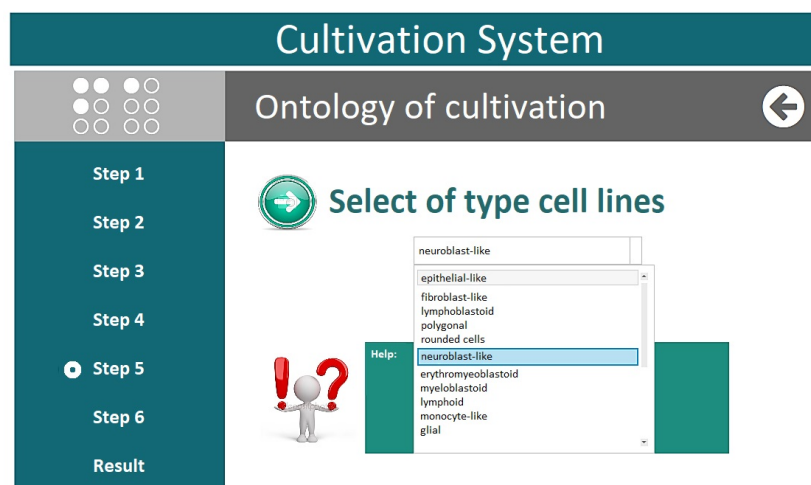 Cultivation System
Ontology of cultivation
Step 1
Step 2
Step 3
Step 4
Step 5
Step 6
Result
Select of type cell lines
neuroblast-like
epithelial-like
fibroblast-like
lymphoblastoid
polygonal
rounded cells
neuroblast-like
erythromyeoblastoid
myeloblastoid
lymphoid
monocyte-like
glial
Help: